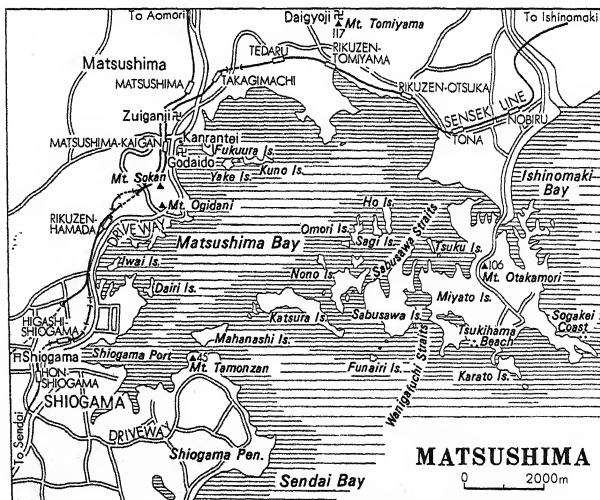 To Aomori
Daigyoji
Mt. Tomiyama
117
To Ishinomaki
Matsushima
TEDARU
RIKUZEN-
TOMIYAMA
MATSUSHIMA
TAKAGIMACHI
RIKUZEN-OTSUKA
SENSEK LINE
Zuiganji
NOBIRU
TONA
MATSUSHIMA-KAIGAN
Kanrantei
Fukuura Is.
Godaido
Kuno Is.
Yake Is.
Ishinomaki-
Bay
Mt. Sokan
Mt. Ogidani
Ho Is.
RIKUZEN-
HAMADA
DRIVEWAY
Omori Is.
Sagi Is.
Sabusawa Straits
Matsushima Bay
Tsuku Is.
Iwai Is.
Nono Is.
106
Mt. Otakamori
Dairi Is.
Miyato Is.
Katsura Is.
Sabusawa Is.
Sogakei
Coast
HIGASHI-
SHIOGAMA
Mahanashi Is.
Tsukihama
Beach
H.Shiogama
Shiogama Port
45
Mt. Tamonzan
Funairi Is.
Wanigafuchi Straits
Karato Is.
HON-
SHIOGAMA
SHIOGAMA
To Sendai
DRIVEWAY
Shiogama Pen.
MATSUSHIMA
Sendai Bay
0 2000m